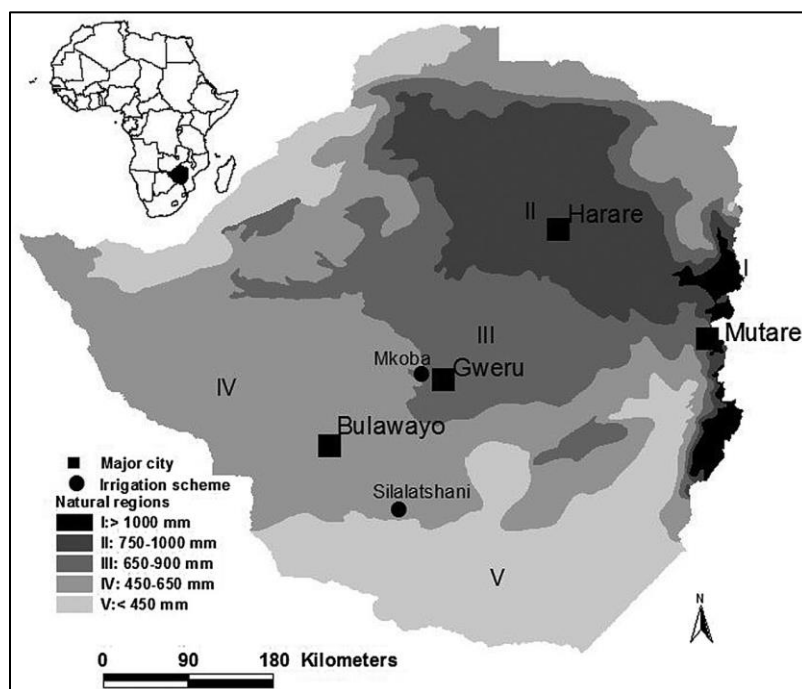 II Harare
I
Mutare
III
Mkoba
Gweru
IV
Bulawayo
Silalatshani
V
Major city
Irrigation scheme
Natural regions
I:> 1000 mm
II: 750-1000 mm
III: 650-900 mm
IV: 450-650 mm
V:< 450 mm
N
0 90 180 Kilometers